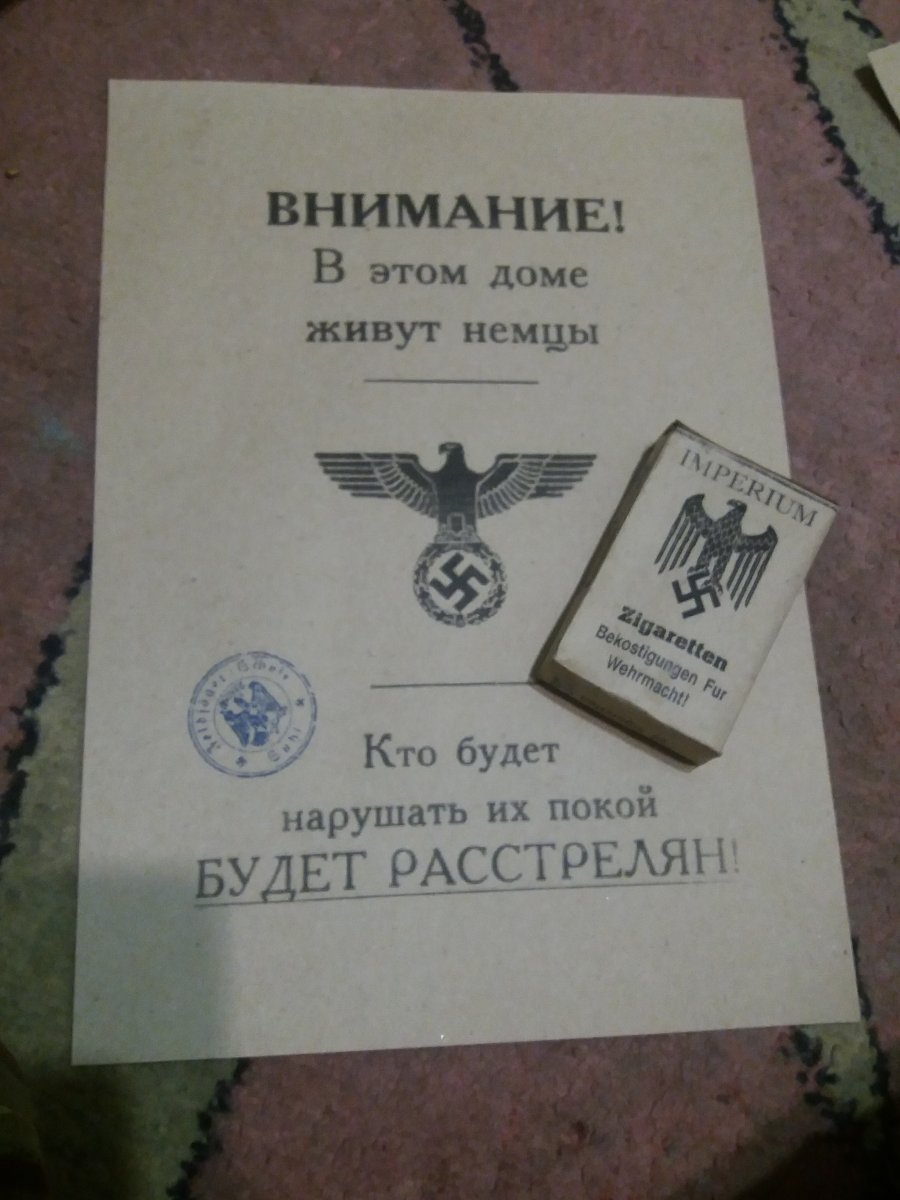 ВНИМАНИЕ!
В этом доме
живут немцы
IMPERIUM
Zigaretten
Bekostigungen Fur
Wehrmacht!
Кто будет
нарушать их покой
БУДЕТ РАССТРЕЛЯН!